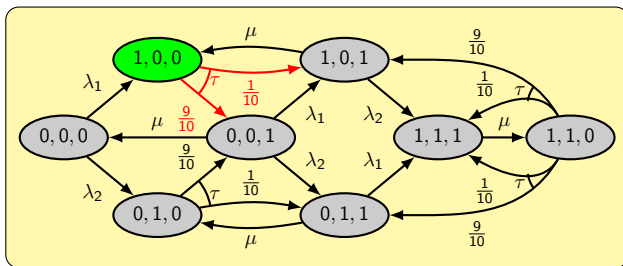 μ
9/10
1,0,0
1,0,1
τ
1/10
1/10
τ
λ₁
9/10
λ₁
λ₂
0,0,0
μ
0,0,1
1,1,1
μ
1,1,0
9/10
λ₂
λ₁
λ₂
τ
1/10
1/10
τ
0,1,0
0,1,1
μ
9/10